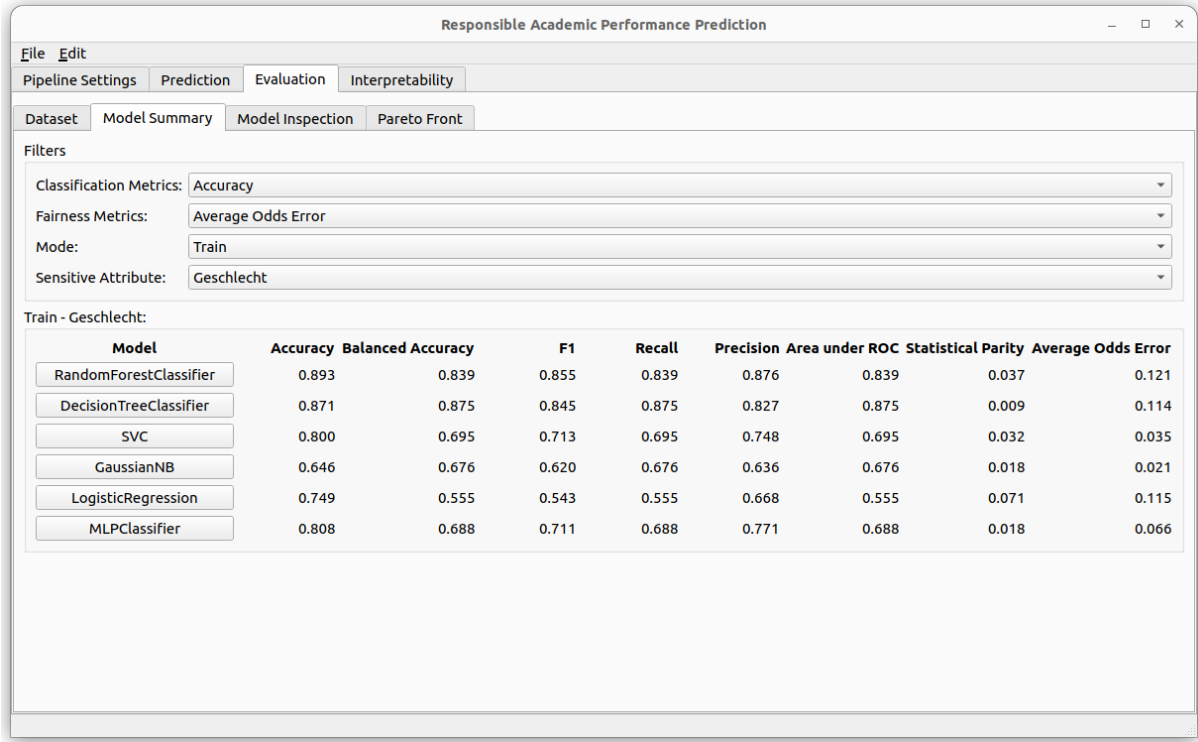 Responsible Academic Performance Prediction
File Edit
Pipeline Settings Prediction Evaluation Interpretability
Dataset Model Summary Model Inspection Pareto Front
Filters
Classification Metrics: Accuracy
Fairness Metrics: Average Odds Error
Mode: Train
Sensitive Attribute: Geschlecht
Train - Geschlecht:
Model Accuracy Balanced Accuracy F1 Recall Precision Area under ROC Statistical Parity Average Odds Error
RandomForestClassifier 0.893 0.839 0.855 0.839 0.876 0.839 0.037 0.121
DecisionTreeClassifier 0.871 0.875 0.845 0.875 0.827 0.875 0.009 0.114
SVC 0.800 0.695 0.713 0.695 0.748 0.695 0.032 0.035
GaussianNB 0.646 0.676 0.620 0.676 0.636 0.676 0.018 0.021
LogisticRegression 0.749 0.555 0.543 0.555 0.668 0.555 0.071 0.115
MLPClassifier 0.808 0.688 0.711 0.688 0.771 0.688 0.018 0.066